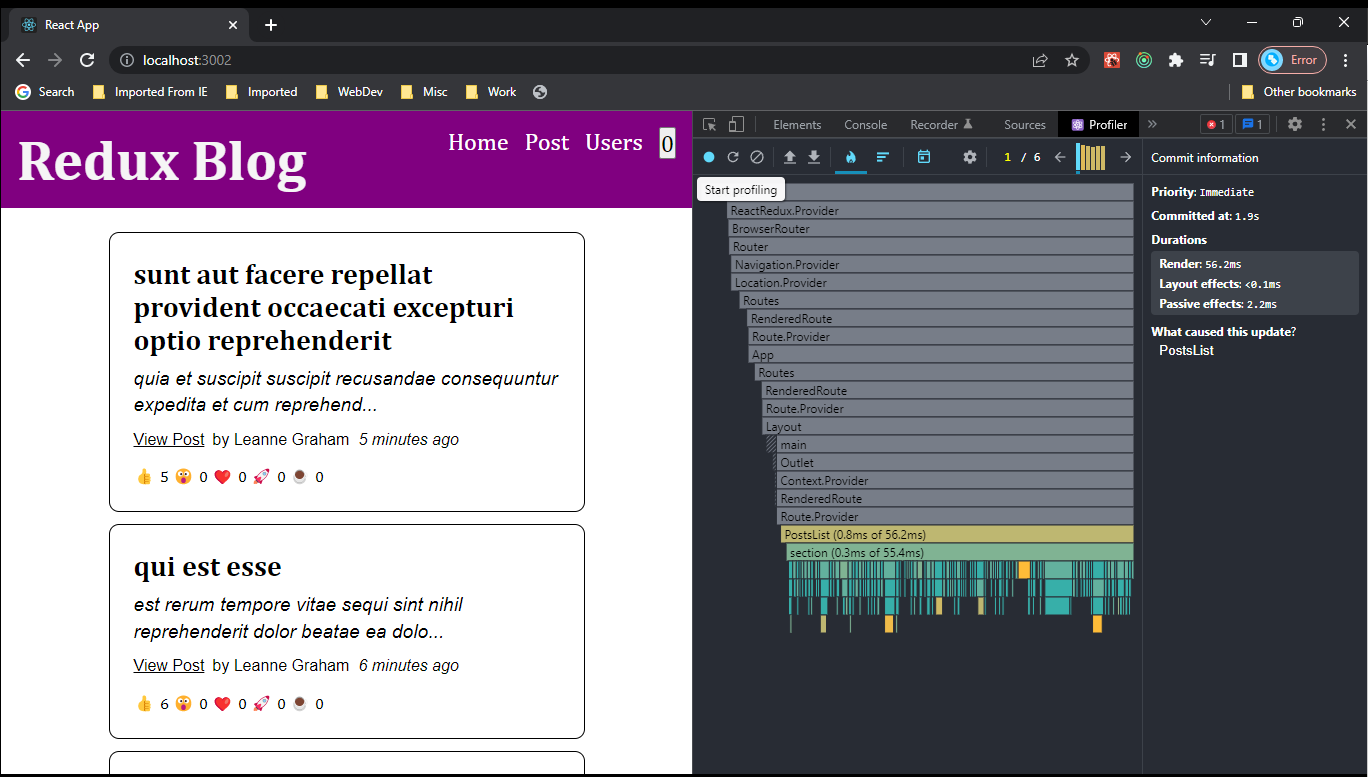 React App
localhost:3002
Error
Search
Imported From IE
Imported
WebDev
Misc
Work
Other bookmarks
Redux Blog
Home Post Users 0
sunt aut facere repellat
provident occaecati excepturi
optio reprehenderit
quia et suscipit suscipit recusandae consequuntur
expedita et cum reprehend...
View Post by Leanne Graham 5 minutes ago
👍 5 😲 0 ❤️ 0 🚀 0 ☕ 0
qui est esse
est rerum tempore vitae sequi sint nihil
reprehenderit dolor beatae ea dolo...
View Post by Leanne Graham 6 minutes ago
👍 6 😲 0 ❤️ 0 🚀 0 ☕ 0
Elements Console Recorder Sources Profiler » 1 1
1 / 6
Start profiling
ReactRedux.Provider
BrowserRouter
Router
Navigation.Provider
Location.Provider
Routes
RenderedRoute
Route.Provider
App
Routes
RenderedRoute
Route.Provider
Layout
main
Outlet
Context.Provider
RenderedRoute
Route.Provider
PostsList (0.8ms of 56.2ms)
section (0.3ms of 55.4ms)
Commit information
Priority: Immediate
Committed at: 1.9s
Durations
Render: 56.2ms
Layout effects: <0.1ms
Passive effects: 2.2ms
What caused this update?
PostsList